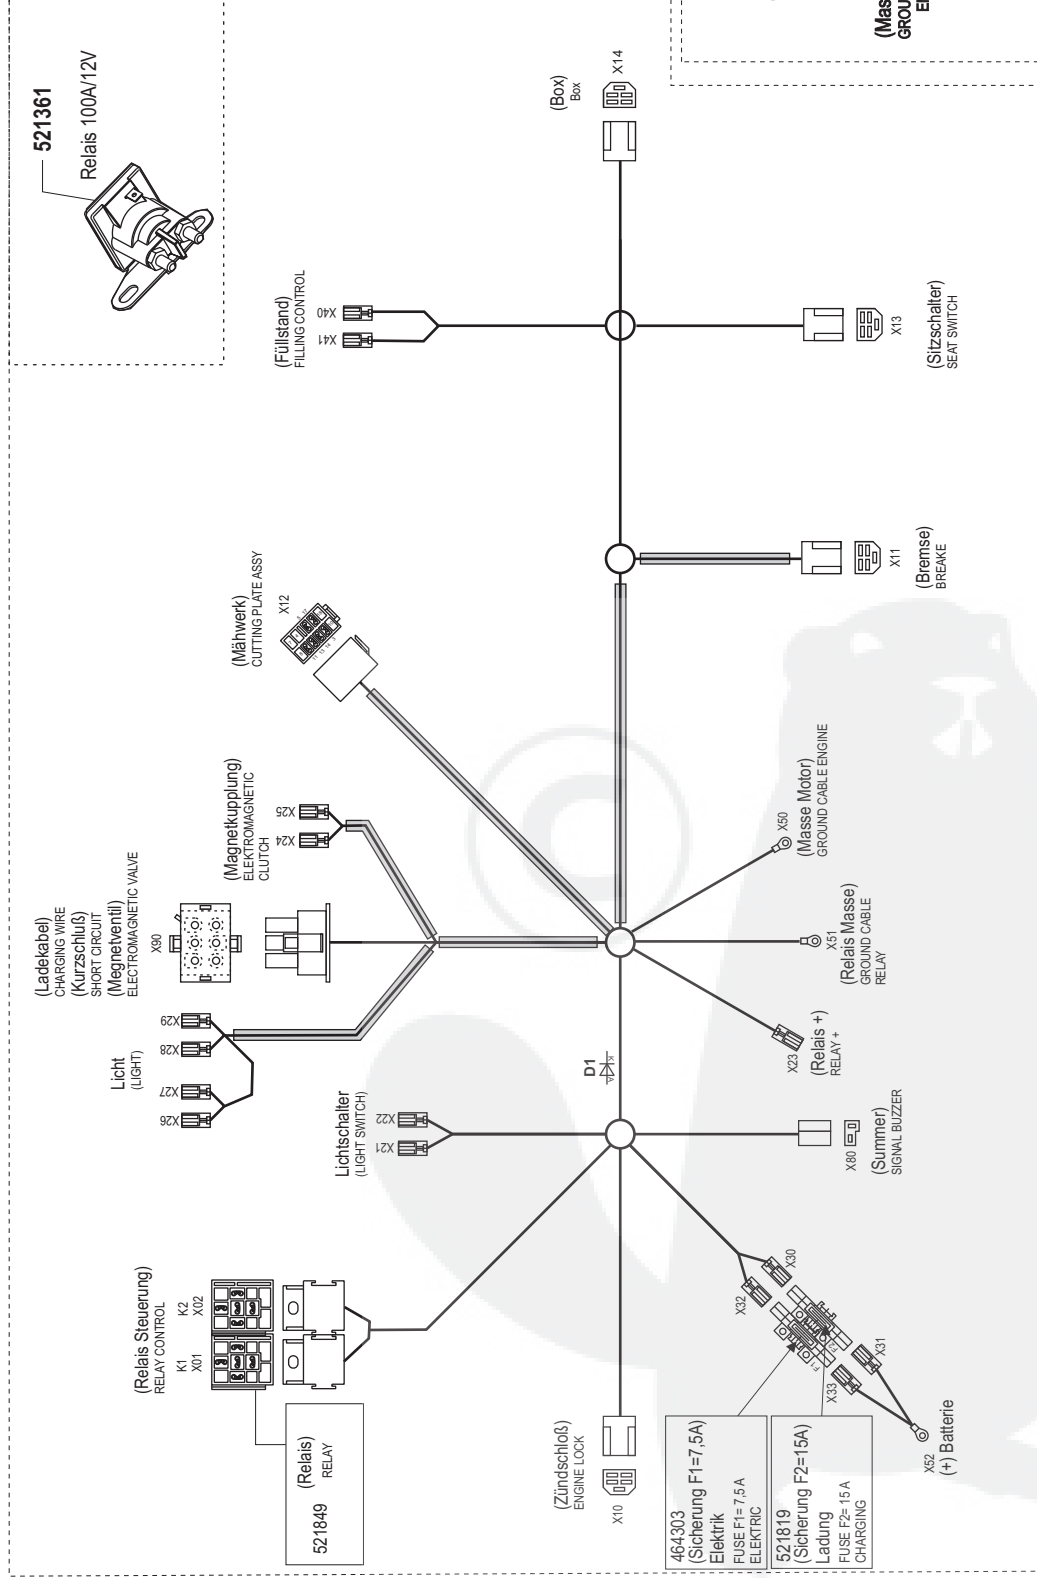 521361
Relais 100A/12V
(Mas
GROU
E
(Box)
Box
X14
(Füllstand)
FILLING CONTROL
X40
X41
X13
(Sitzschalter)
SEAT SWITCH
(Mähwerk)
CUTTING PLATE ASSY
X12
X11
(Bremse)
BREAKE
(Magnetkupplung)
ELEKTROMAGNETIC
CLUTCH
X25
X24
(Ladekabel)
CHARGING WIRE
(Kurzschluß)
SHORT CIRCUIT
(Megnetventil)
ELECTROMAGNETIC VALVE
X90
X50
(Masse Motor)
GROUND CABLE ENGINE
X51
(Relais Masse)
GROUND CABLE
RELAY
X23
(Relais +)
RELAY +
Licht
(LIGHT)
X29
X28
X27
X26
D1
K
A
Lichtschalter
(LIGHT SWITCH)
X22
X21
X80
(Summer)
SIGNAL BUZZER
(Relais Steuerung)
RELAY CONTROL
K2
X02
K1
X01
521849
(Relais)
RELAY
(Zündschloß)
ENGINE LOCK
X10
X30
X32
X31
X33
F1
F2
X52
(+) Batterie
464303
(Sicherung F1=7,5A)
Elektrik
FUSE F1= 7,5 A
ELECTRIC
521819
(Sicherung F2=15A)
Ladung
FUSE F2= 15 A
CHARGING